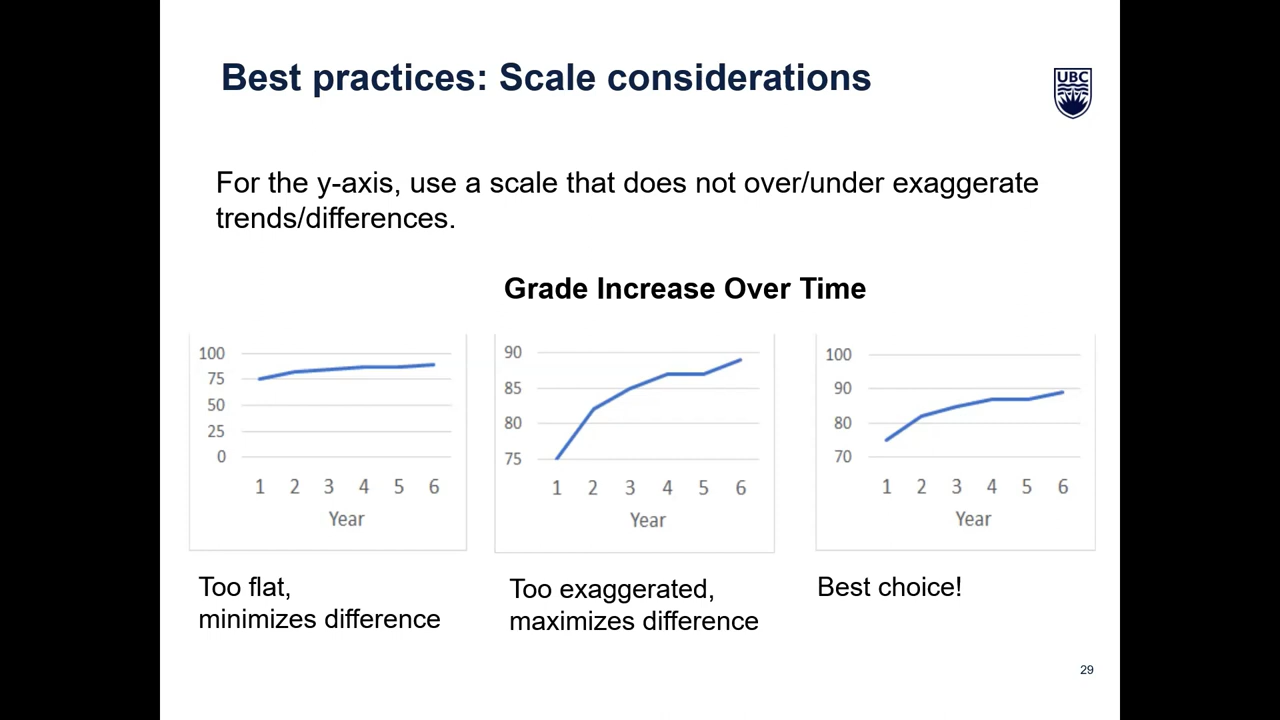 Best practices: Scale considerations
UBC
For the y-axis, use a scale that does not over/under exaggerate
trends/differences.
Grade Increase Over Time
100
75
50
25
0
1 2 3 4 5 6
Year
90
85
80
75
1 2 3 4 5 6
Year
100
90
80
70
1 2 3 4 5 6
Year
Too flat,
minimizes difference
Too exaggerated,
maximizes difference
Best choice!
29